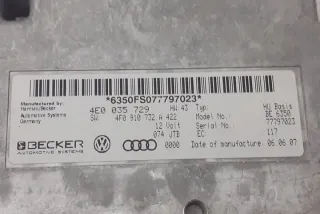 *6350FS077797023*
Manufactured by:
Harman/Becker
Automotive Systems
Germany
4E0 035 729 HW:43 Typ: HU Basis
SW: 4F0 910 732 A 422 Model No.: BE 6350
12 Volt Serial No.: 77797023
074 JTB EC 117
BECKER
AUTOMOTIVE SYSTEMS
0000 Date of manufacture: 06.06.07